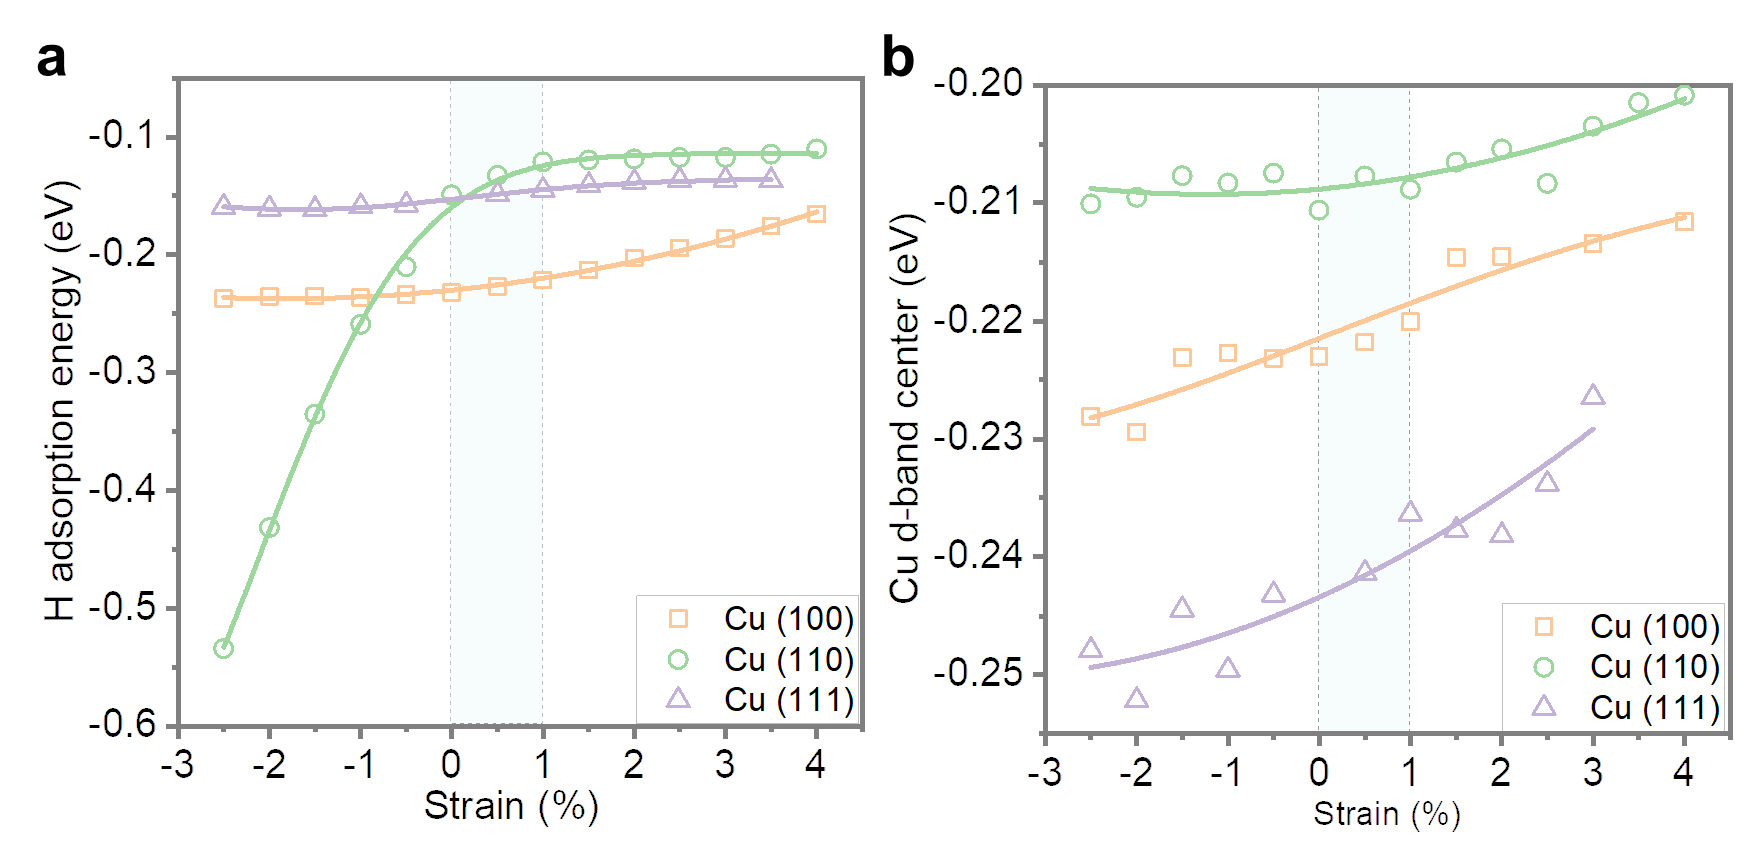 a
H adsorption energy (eV)
-0.1
-0.2
-0.3
-0.4
-0.5
-0.6
-3 -2 -1 0 1 2 3 4
Strain (%)
Cu (100)
Cu (110)
Cu (111)
b
Cu d-band center (eV)
-0.20
-0.21
-0.22
-0.23
-0.24
-0.25
-3 -2 -1 0 1 2 3 4
Strain (%)
Cu (100)
Cu (110)
Cu (111)